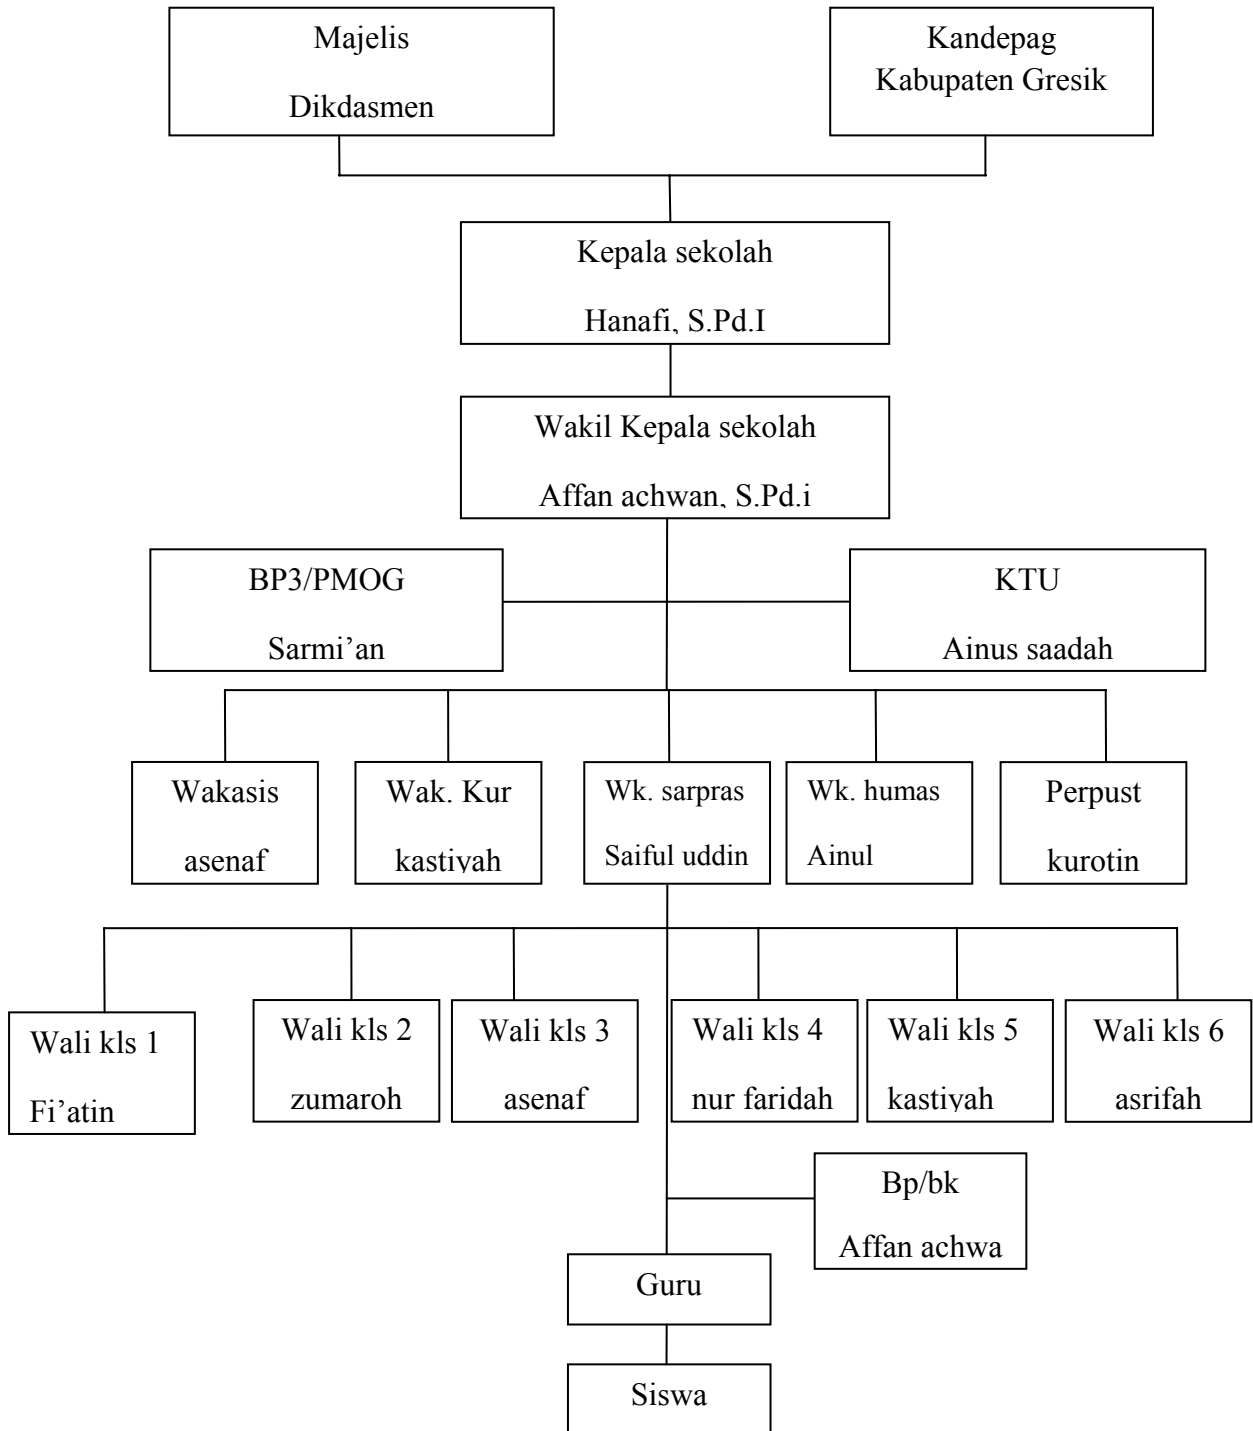 Majelis
Dikdasmen
Kandepag
Kabupaten Gresik
Kepala sekolah
Hanafi, S.Pd.I
Wakil Kepala sekolah
Affan achwan, S.Pd.i
BP3/PMOG
Sarmi’an
KTU
Ainus saadah
Wakasis
asenaf
Wak. Kur
kastiyah
Wk. sarpras
Saiful uddin
Wk. humas
Ainul
Perpust
kurotin
Wali kls 1
Fi’atin
Wali kls 2
zumaroh
Wali kls 3
asenaf
Wali kls 4
nur faridah
Wali kls 5
kastiyah
Wali kls 6
asrifah
Bp/bk
Affan achwa
Guru
Siswa